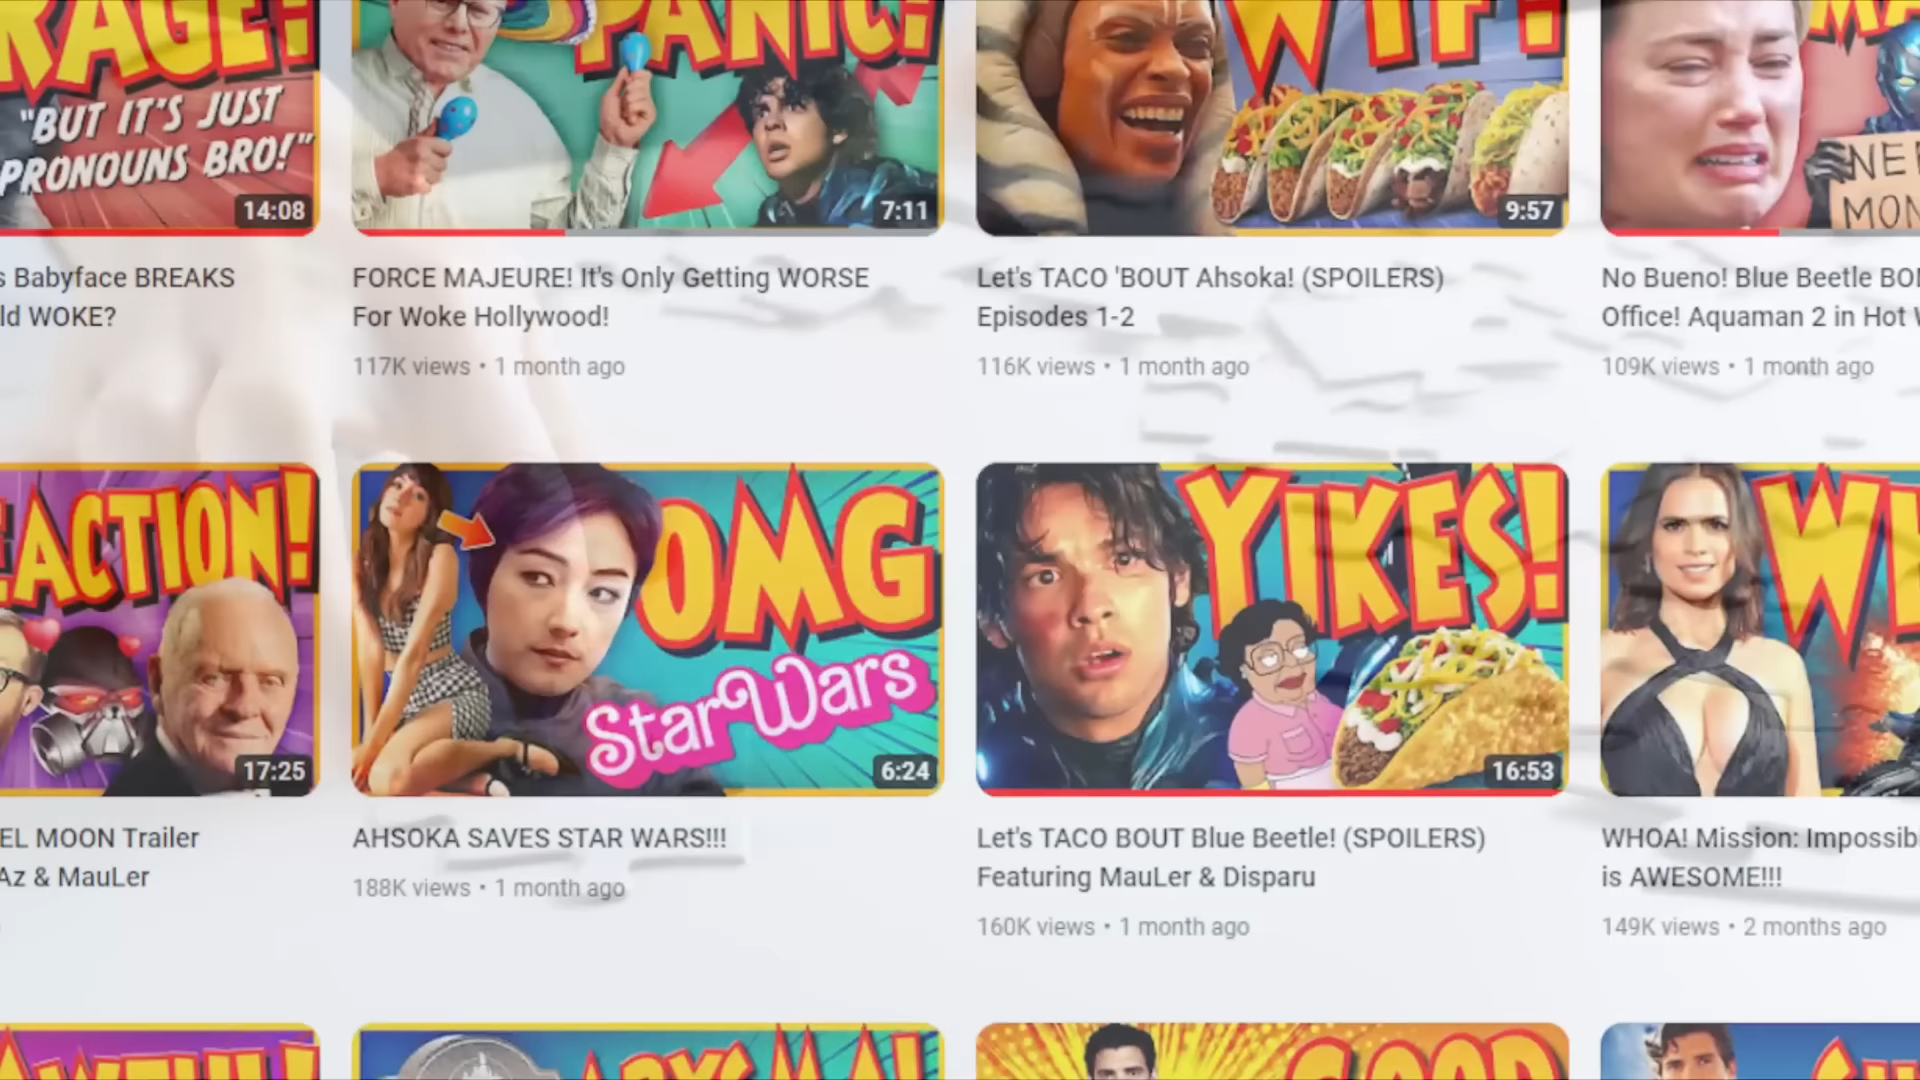 RAGE!
"BUT IT'S JUST
PRONOUNS BRO!"
14:08
PANIC!
7:11
WTF!
9:57
NE
MON
s Babyface BREAKS
ld WOKE?
FORCE MAJEURE! It's Only Getting WORSE
For Woke Hollywood!
117K views • 1 month ago
Let's TACO 'BOUT Ahsoka! (SPOILERS)
Episodes 1-2
116K views • 1 month ago
No Bueno! Blue Beetle BO
Office! Aquaman 2 in Hot W
109K views • 1 month ago
EACTION!
17:25
OMG
Star Wars
6:24
YIKES!
16:53
EL MOON Trailer
Az & MauLer
AHSOKA SAVES STAR WARS!!!
188K views • 1 month ago
Let's TACO BOUT Blue Beetle! (SPOILERS)
Featuring MauLer & Disparu
160K views • 1 month ago
WHOA! Mission: Impossib
is AWESOME!!!
149K views • 2 months ago
GOOD